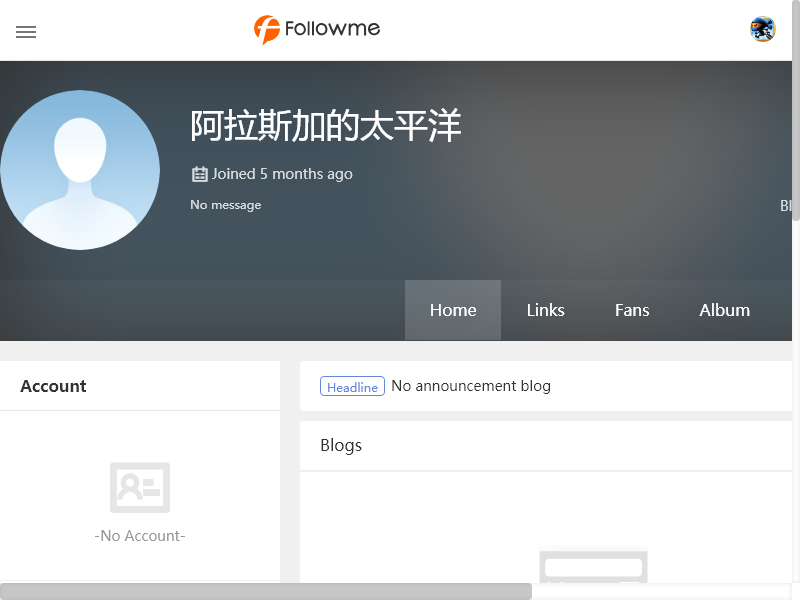 Followme
阿拉斯加的太平洋
Joined 5 months ago
No message
Home Links Fans Album
Account
Headline No announcement blog
Blogs
-No Account-